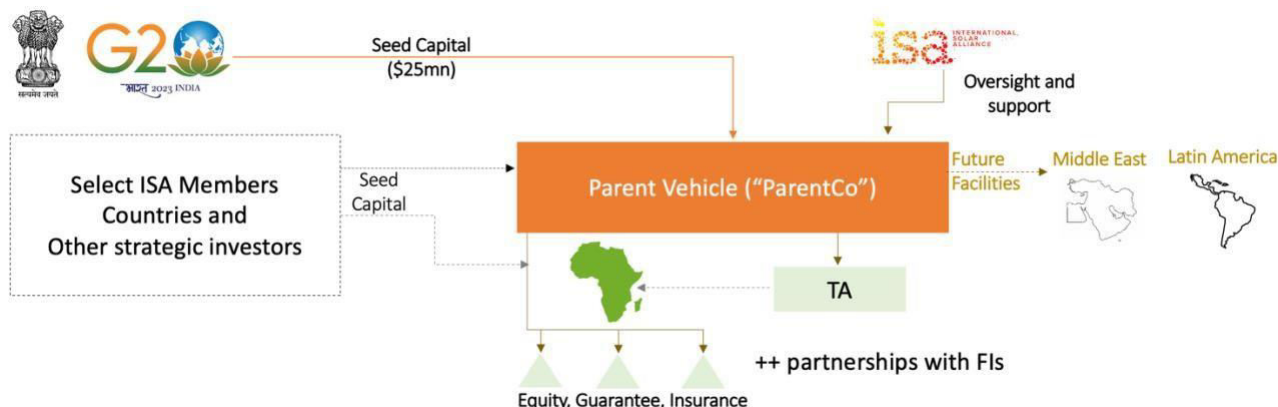 सत्यमेव जयते
G20
भारत 2023 INDIA
Seed Capital
($25mn)
isa INTERNATIONAL
SOLAR
ALLIANCE
Oversight and
support
Select ISA Members
Countries and
Other strategic investors
Seed
Capital
Parent Vehicle (“ParentCo”)
Future
Facilities
Middle East
Latin America
TA
++ partnerships with FIs
Equity, Guarantee, Insurance